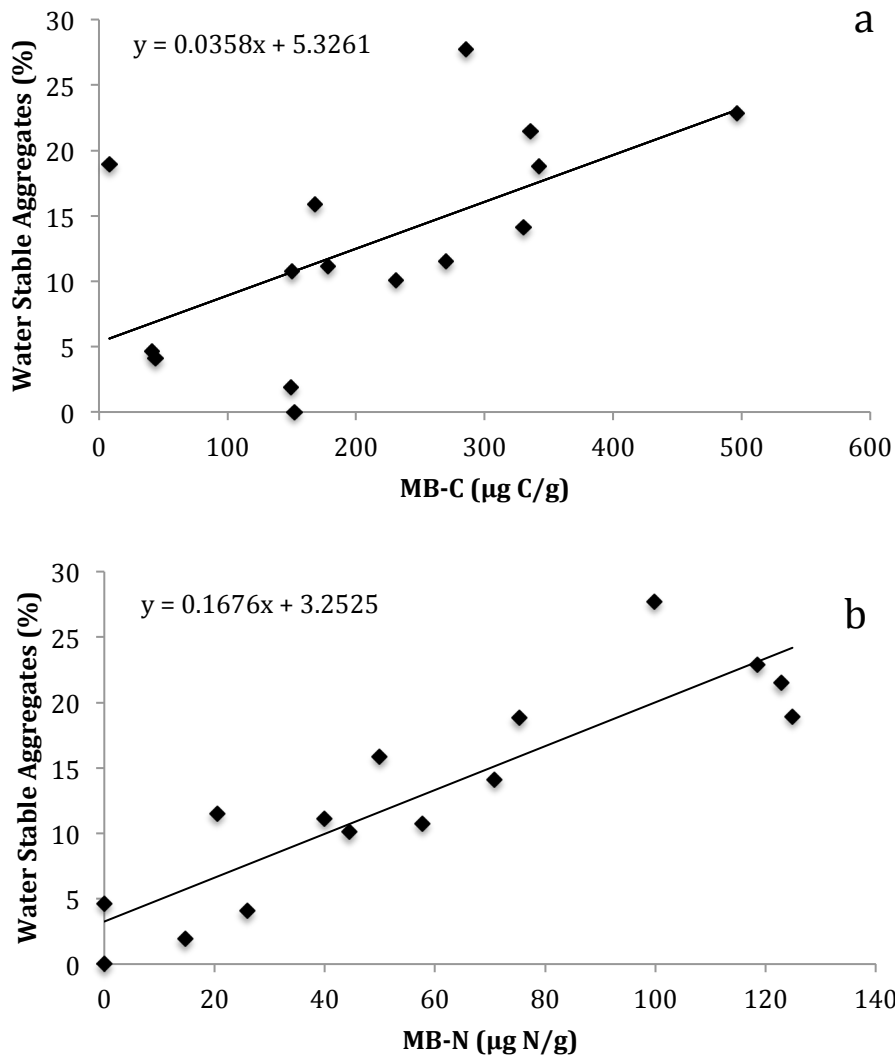 a
y = 0.0358x + 5.3261
Water Stable Aggregates (%)
30
25
20
15
10
5
0
0 100 200 300 400 500 600
MB-C (µg C/g)
b
y = 0.1676x + 3.2525
Water Stable Aggregates (%)
30
25
20
15
10
5
0
0 20 40 60 80 100 120 140
MB-N (µg N/g)